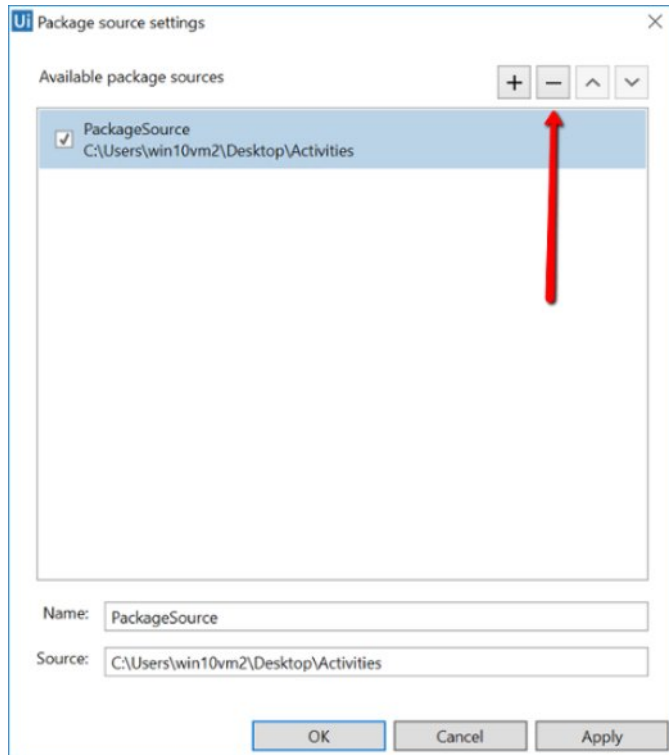 Ui Package source settings
Available package sources
PackageSource
C:\Users\win10vm2\Desktop\Activities
Name: PackageSource
Source: C:\Users\win10vm2\Desktop\Activities
OK Cancel Apply